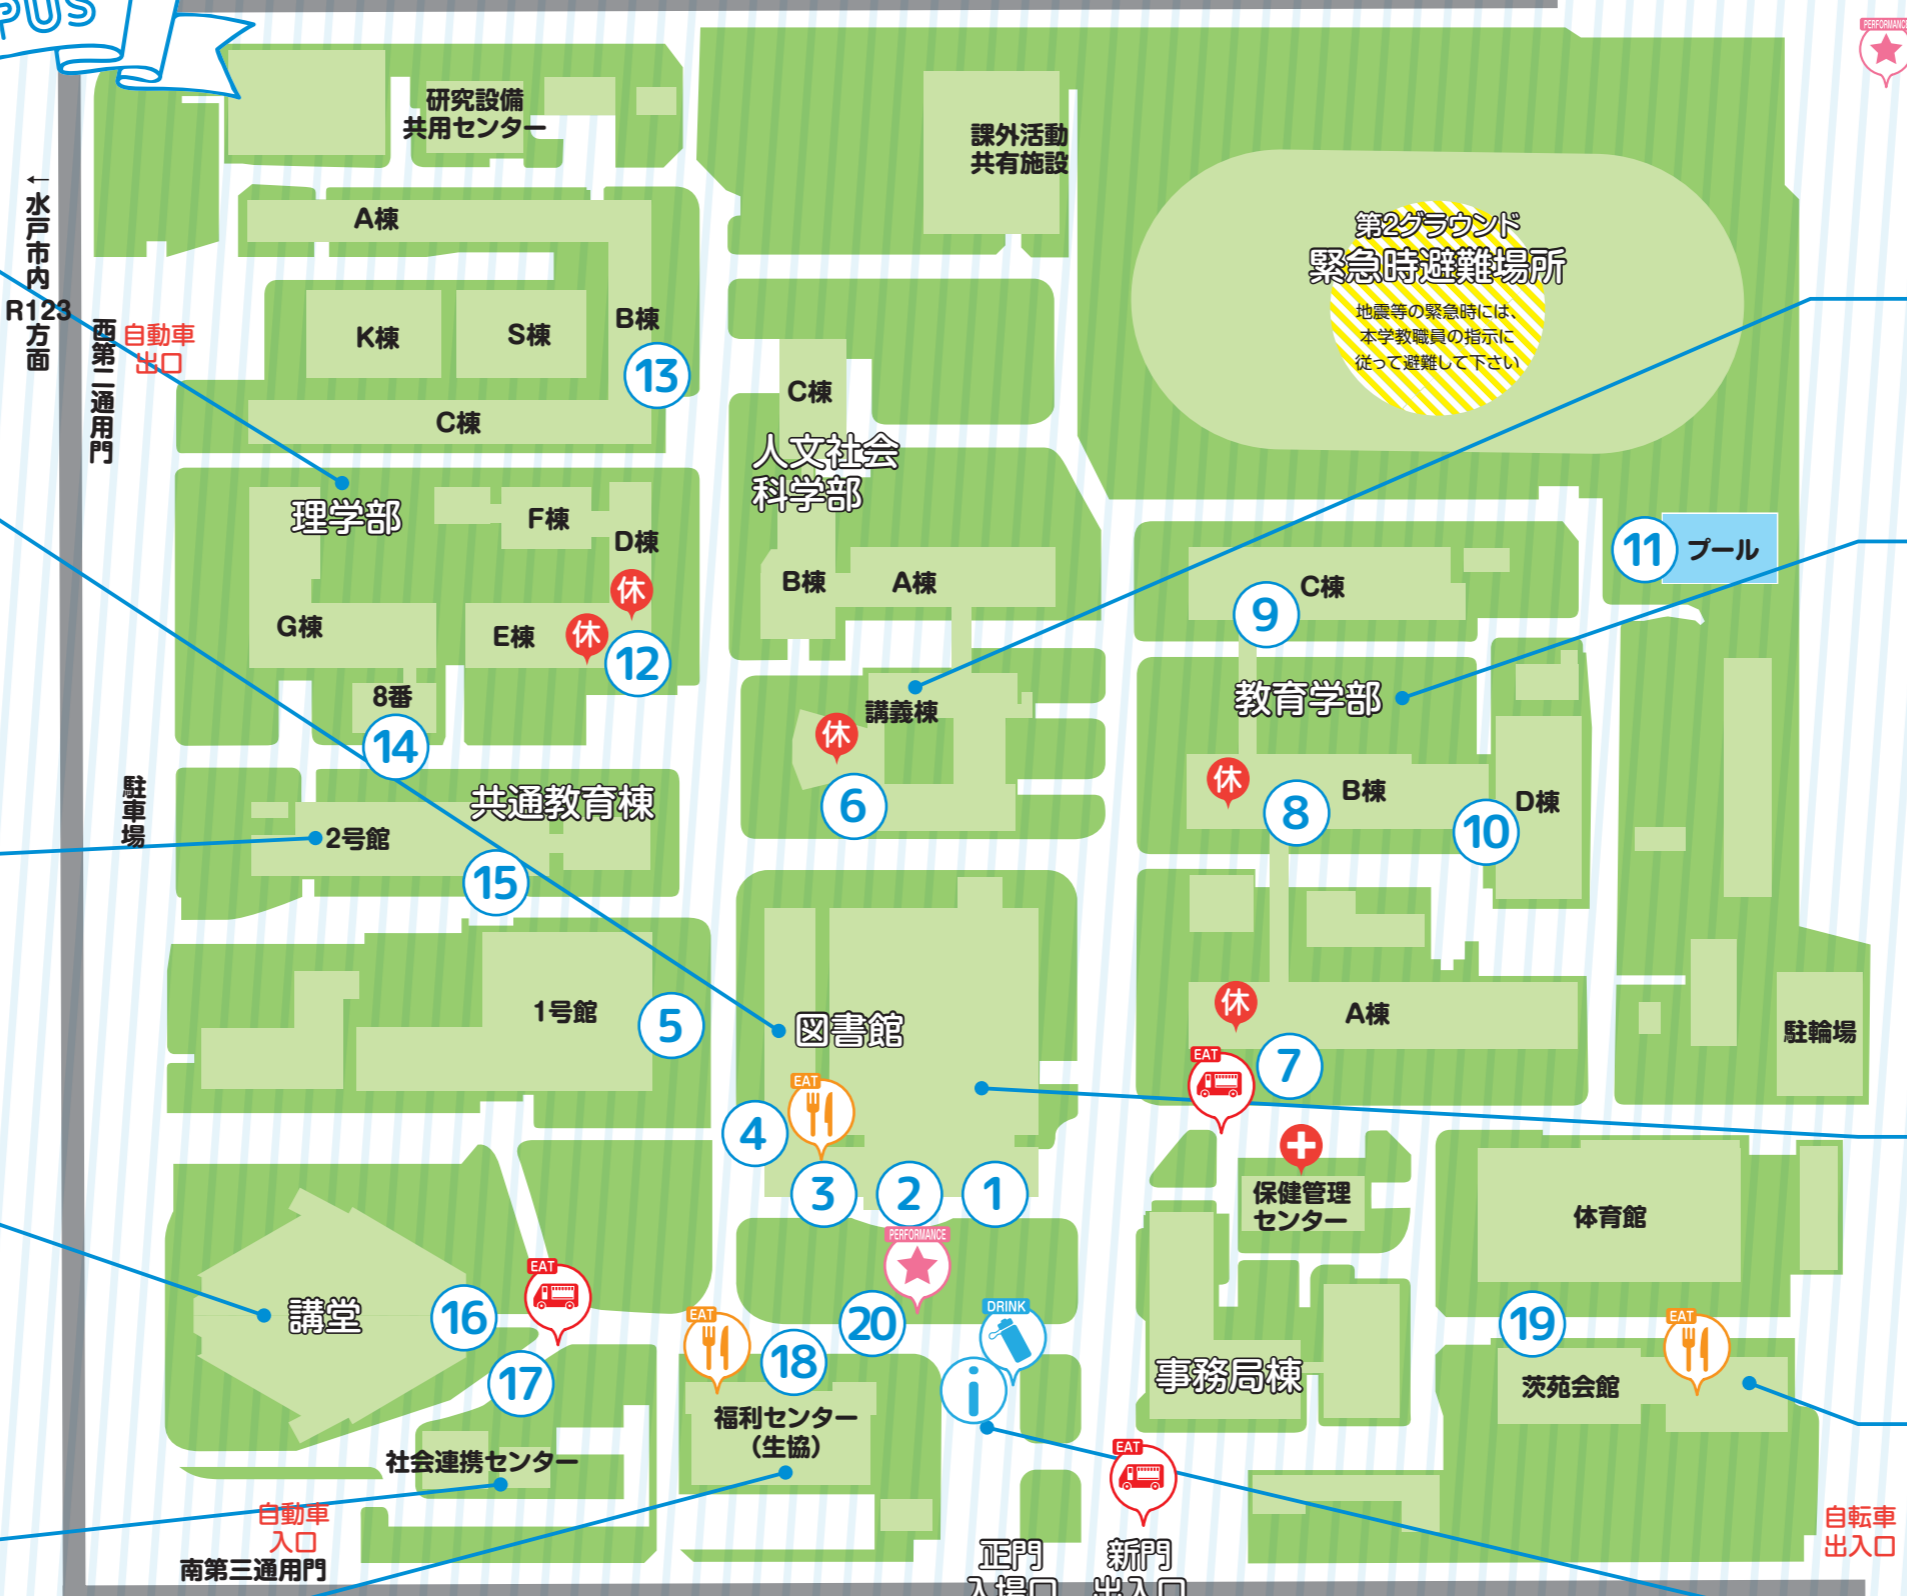 PUS
PERFORMANCE
研究設備
共用センター
課外活動
共有施設
←水戸市内
R123
方面
西第二通用門
自動車
出口
A棟
K棟
S棟
B棟
13
C棟
第2グラウンド
緊急時避難場所
地震等の緊急時には、
本学教職員の指示に
従って避難して下さい
C棟
人文社会
科学部
理学部
F棟
D棟
休
G棟
E棟
休
12
8番
14
B棟
A棟
講義棟
休
6
C棟
9
11
プール
教育学部
休
8
B棟
10
D棟
駐車場
共通教育棟
2号館
15
1号館
5
図書館
EAT
4
3
2
1
休
A棟
EAT
7
駐輪場
保健管理
センター
体育館
PERFORMANCE
講堂
16
EAT
17
EAT
18
20
DRINK
i
事務局棟
19
EAT
茨苑会館
福利センター
(生協)
社会連携センター
EAT
自動車
入口
南第三通用門
正門
入場口
新門
出入口
自転車
出入口